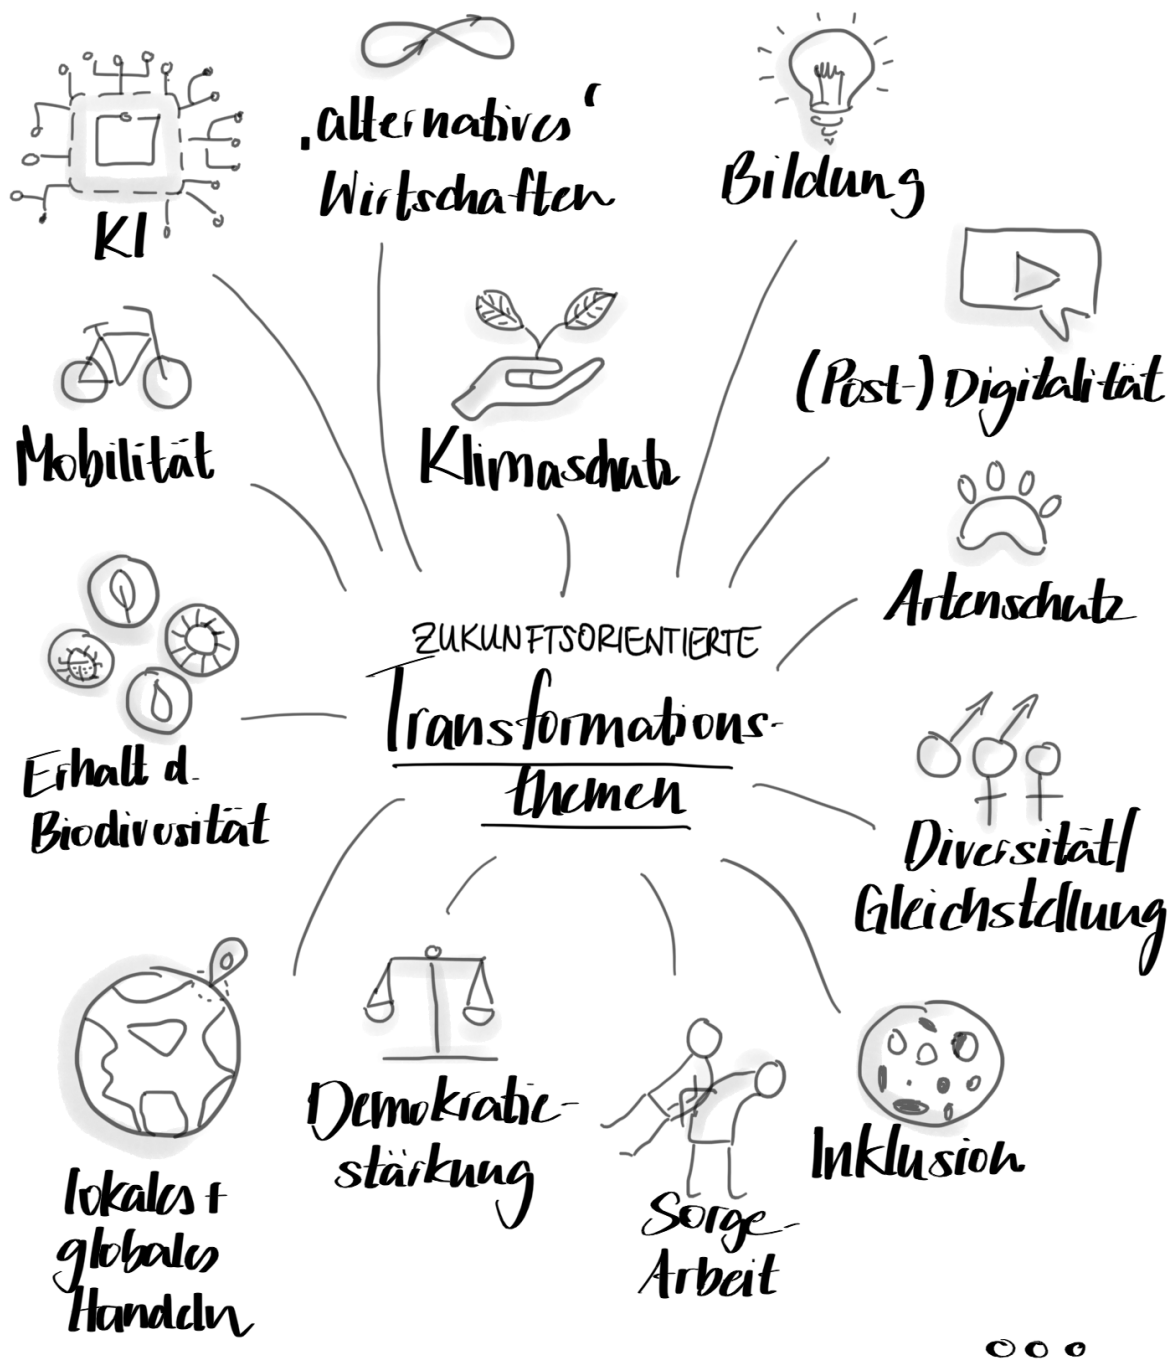 KI
‚alternatives‘
Wirtschaften
Bildung
Mobilität
Klimaschutz
(Post-) Digitalität
Artenschutz
ZUKUNFTSORIENTIERTE
Transformations-
themen
Erhalt d.
Biodiversität
Diversität/
Gleichstellung
lokales +
globales
Handeln
Demokratie-
stärkung
Sorge-
Arbeit
Inklusion